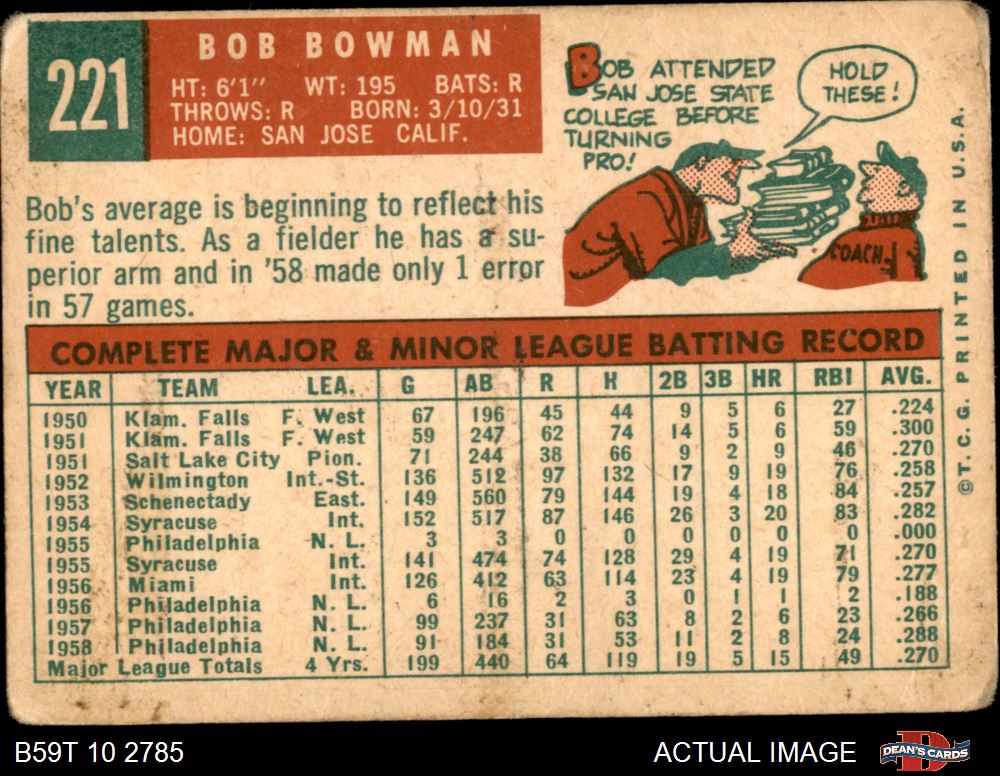 221
BOB BOWMAN
HT: 6'1" WT: 195 BATS: R
THROWS: R BORN: 3/10/31
HOME: SAN JOSE CALIF.
BOB ATTENDED
SAN JOSE STATE
COLLEGE BEFORE
TURNING
PRO!
HOLD
THESE!
COACH
Bob's average is beginning to reflect his
fine talents. As a fielder he has a su-
perior arm and in '58 made only 1 error
in 57 games.
COMPLETE MAJOR & MINOR LEAGUE BATTING RECORD
YEAR TEAM LEA. G AB R H 2B 3B HR RBI AVG.
1950 Klam. Falls F. West 67 196 45 44 9 5 6 27 .224
1951 Klam. Falls F. West 59 247 62 74 14 5 6 59 .300
1951 Salt Lake City Pion. 71 244 38 66 9 2 9 46 .270
1952 Wilmington Int.-St. 136 512 97 132 17 9 19 76 .258
1953 Schenectady East. 149 560 79 144 19 4 18 84 .257
1954 Syracuse Int. 152 517 87 146 26 3 20 83 .282
1955 Philadelphia N. L. 3 3 0 0 0 0 0 0 .000
1955 Syracuse Int. 141 474 74 128 29 4 19 71 .270
1956 Miami Int. 126 412 63 114 23 4 19 79 .277
1956 Philadelphia N. L. 6 16 2 3 0 1 1 2 .188
1957 Philadelphia N. L. 99 237 31 63 8 2 6 23 .266
1958 Philadelphia N. L. 91 184 31 53 11 2 8 24 .288
Major League Totals 4 Yrs. 199 440 64 119 19 5 15 49 .270
© T. C. G. PRINTED IN U. S. A.
B59T 10 2785
ACTUAL IMAGE
D
DEAN'S CARDS